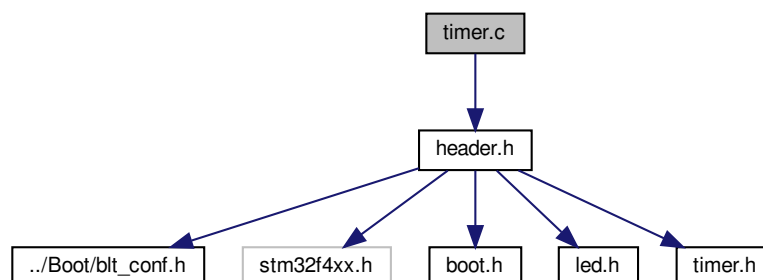 timer.c
header.h
../Boot/blt_conf.h
stm32f4xx.h
boot.h
led.h
timer.h